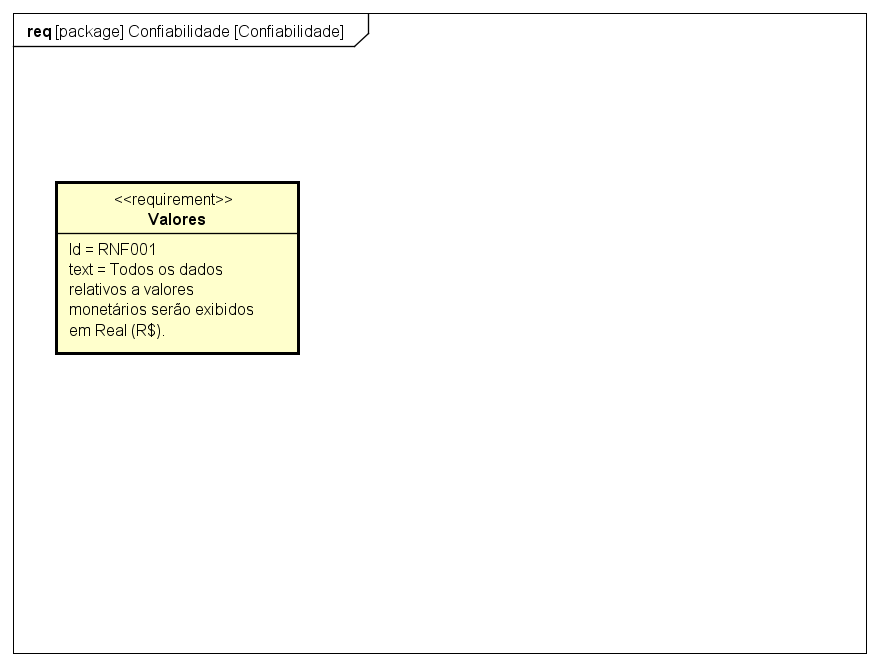 req [package] Confiabilidade [Confiabilidade]
<<requirement>>
Valores
Id = RNF001
text = Todos os dados
relativos a valores
monetários serão exibidos
em Real (R$).